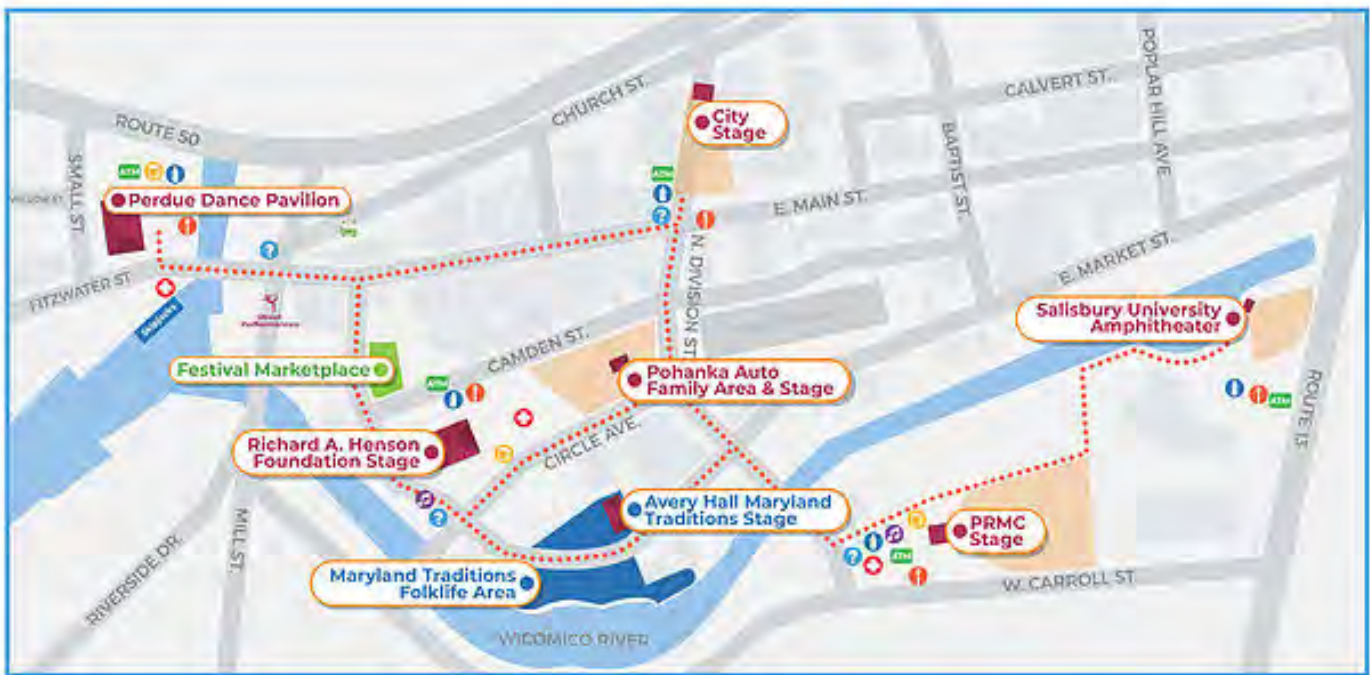 ROUTE 50
CHURCH ST.
CALVERT ST.
POPLAR HILL AVE
BAPTIST ST.
SMALL ST.
City
Stage
ATM
Perdue Dance Pavilion
ATM
?
E. MAIN ST.
N. DIVISION ST.
E. MARKET ST.
FITZWATER ST.
?
Skipjacks
Salisbury University
Amphitheater
CAMDEN ST.
Festival Marketplace
ATM
Pohanka Auto
Family Area & Stage
ATM
ROUTE 13
Richard A. Henson
Foundation Stage
CIRCLE AVE.
?
Avery Hall Maryland
Traditions Stage
PRMC
Stage
?
ATM
MILL ST.
RIVERSIDE DR.
Maryland Traditions
Folklife Area
W. CARROLL ST.
WICOMICO RIVER